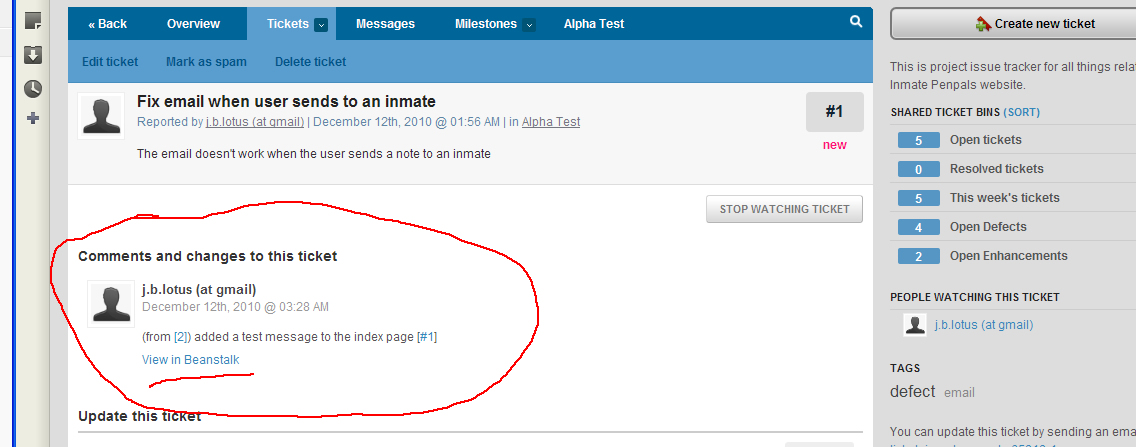 « Back Overview Tickets Messages Milestones Alpha Test
Edit ticket Mark as spam Delete ticket
Fix email when user sends to an inmate
Reported by j.b.lotus (at gmail) | December 12th, 2010 @ 01:56 AM | in Alpha Test
#1
new
The email doesn't work when the user sends a note to an inmate
STOP WATCHING TICKET
Comments and changes to this ticket
j.b.lotus (at gmail)
December 12th, 2010 @ 03:28 AM
(from [2]) added a test message to the index page [#1]
View in Beanstalk
Update this ticket
Create new ticket
This is project issue tracker for all things rela
Inmate Penpals website.
SHARED TICKET BINS (SORT)
5 Open tickets
0 Resolved tickets
5 This week's tickets
4 Open Defects
2 Open Enhancements
PEOPLE WATCHING THIS TICKET
j.b.lotus (at gmail)
TAGS
defect email
You can update this ticket by sending an ema